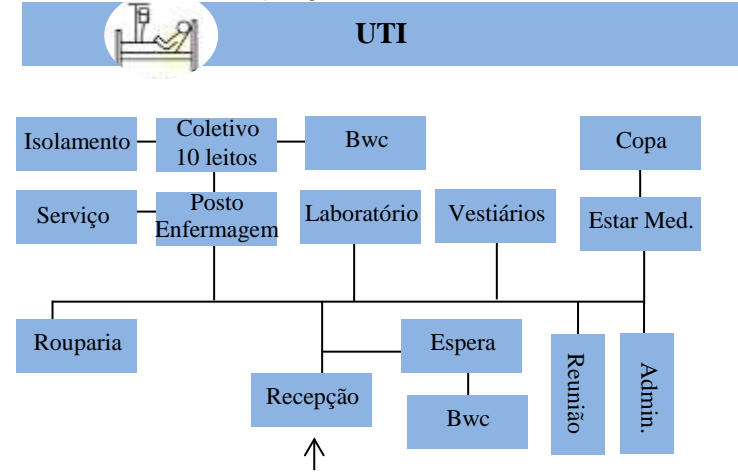 UTI
Isolamento
Coletivo
10 leitos
Bwc
Copa
Serviço
Posto
Enfermagem
Laboratório
Vestiários
Estar Med.
Rouparia
Recepção
Espera
Bwc
Reunião
Admin.